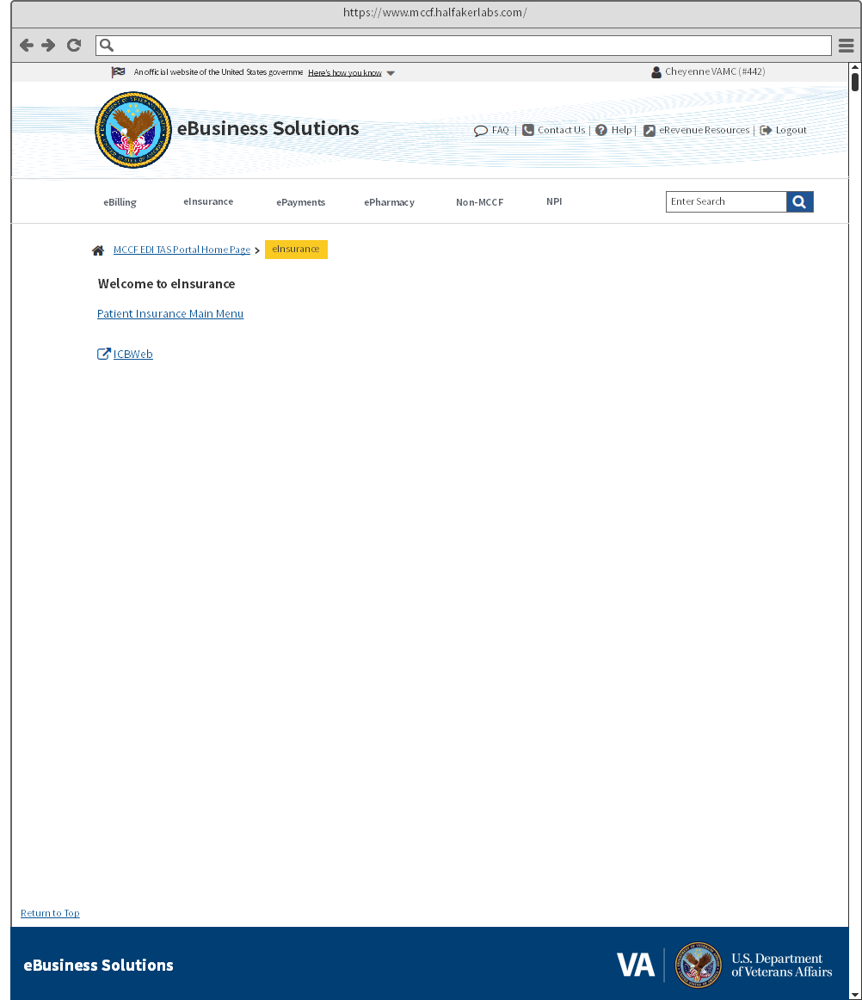 https://www.mccf.halfakerlabs.com/
An official website of the United States governme Here's how you know
Cheyenne VAMC (#442)
eBusiness Solutions
FAQ | Contact Us | Help | eRevenue Resources | Logout
eBilling eInsurance ePayments ePharmacy Non-MCCF NPI
Enter Search
MCCF EDI TAS Portal Home Page > eInsurance
Welcome to eInsurance
Patient Insurance Main Menu
ICBWeb
Return to Top
eBusiness Solutions
VA
U.S. Department
of Veterans Affairs